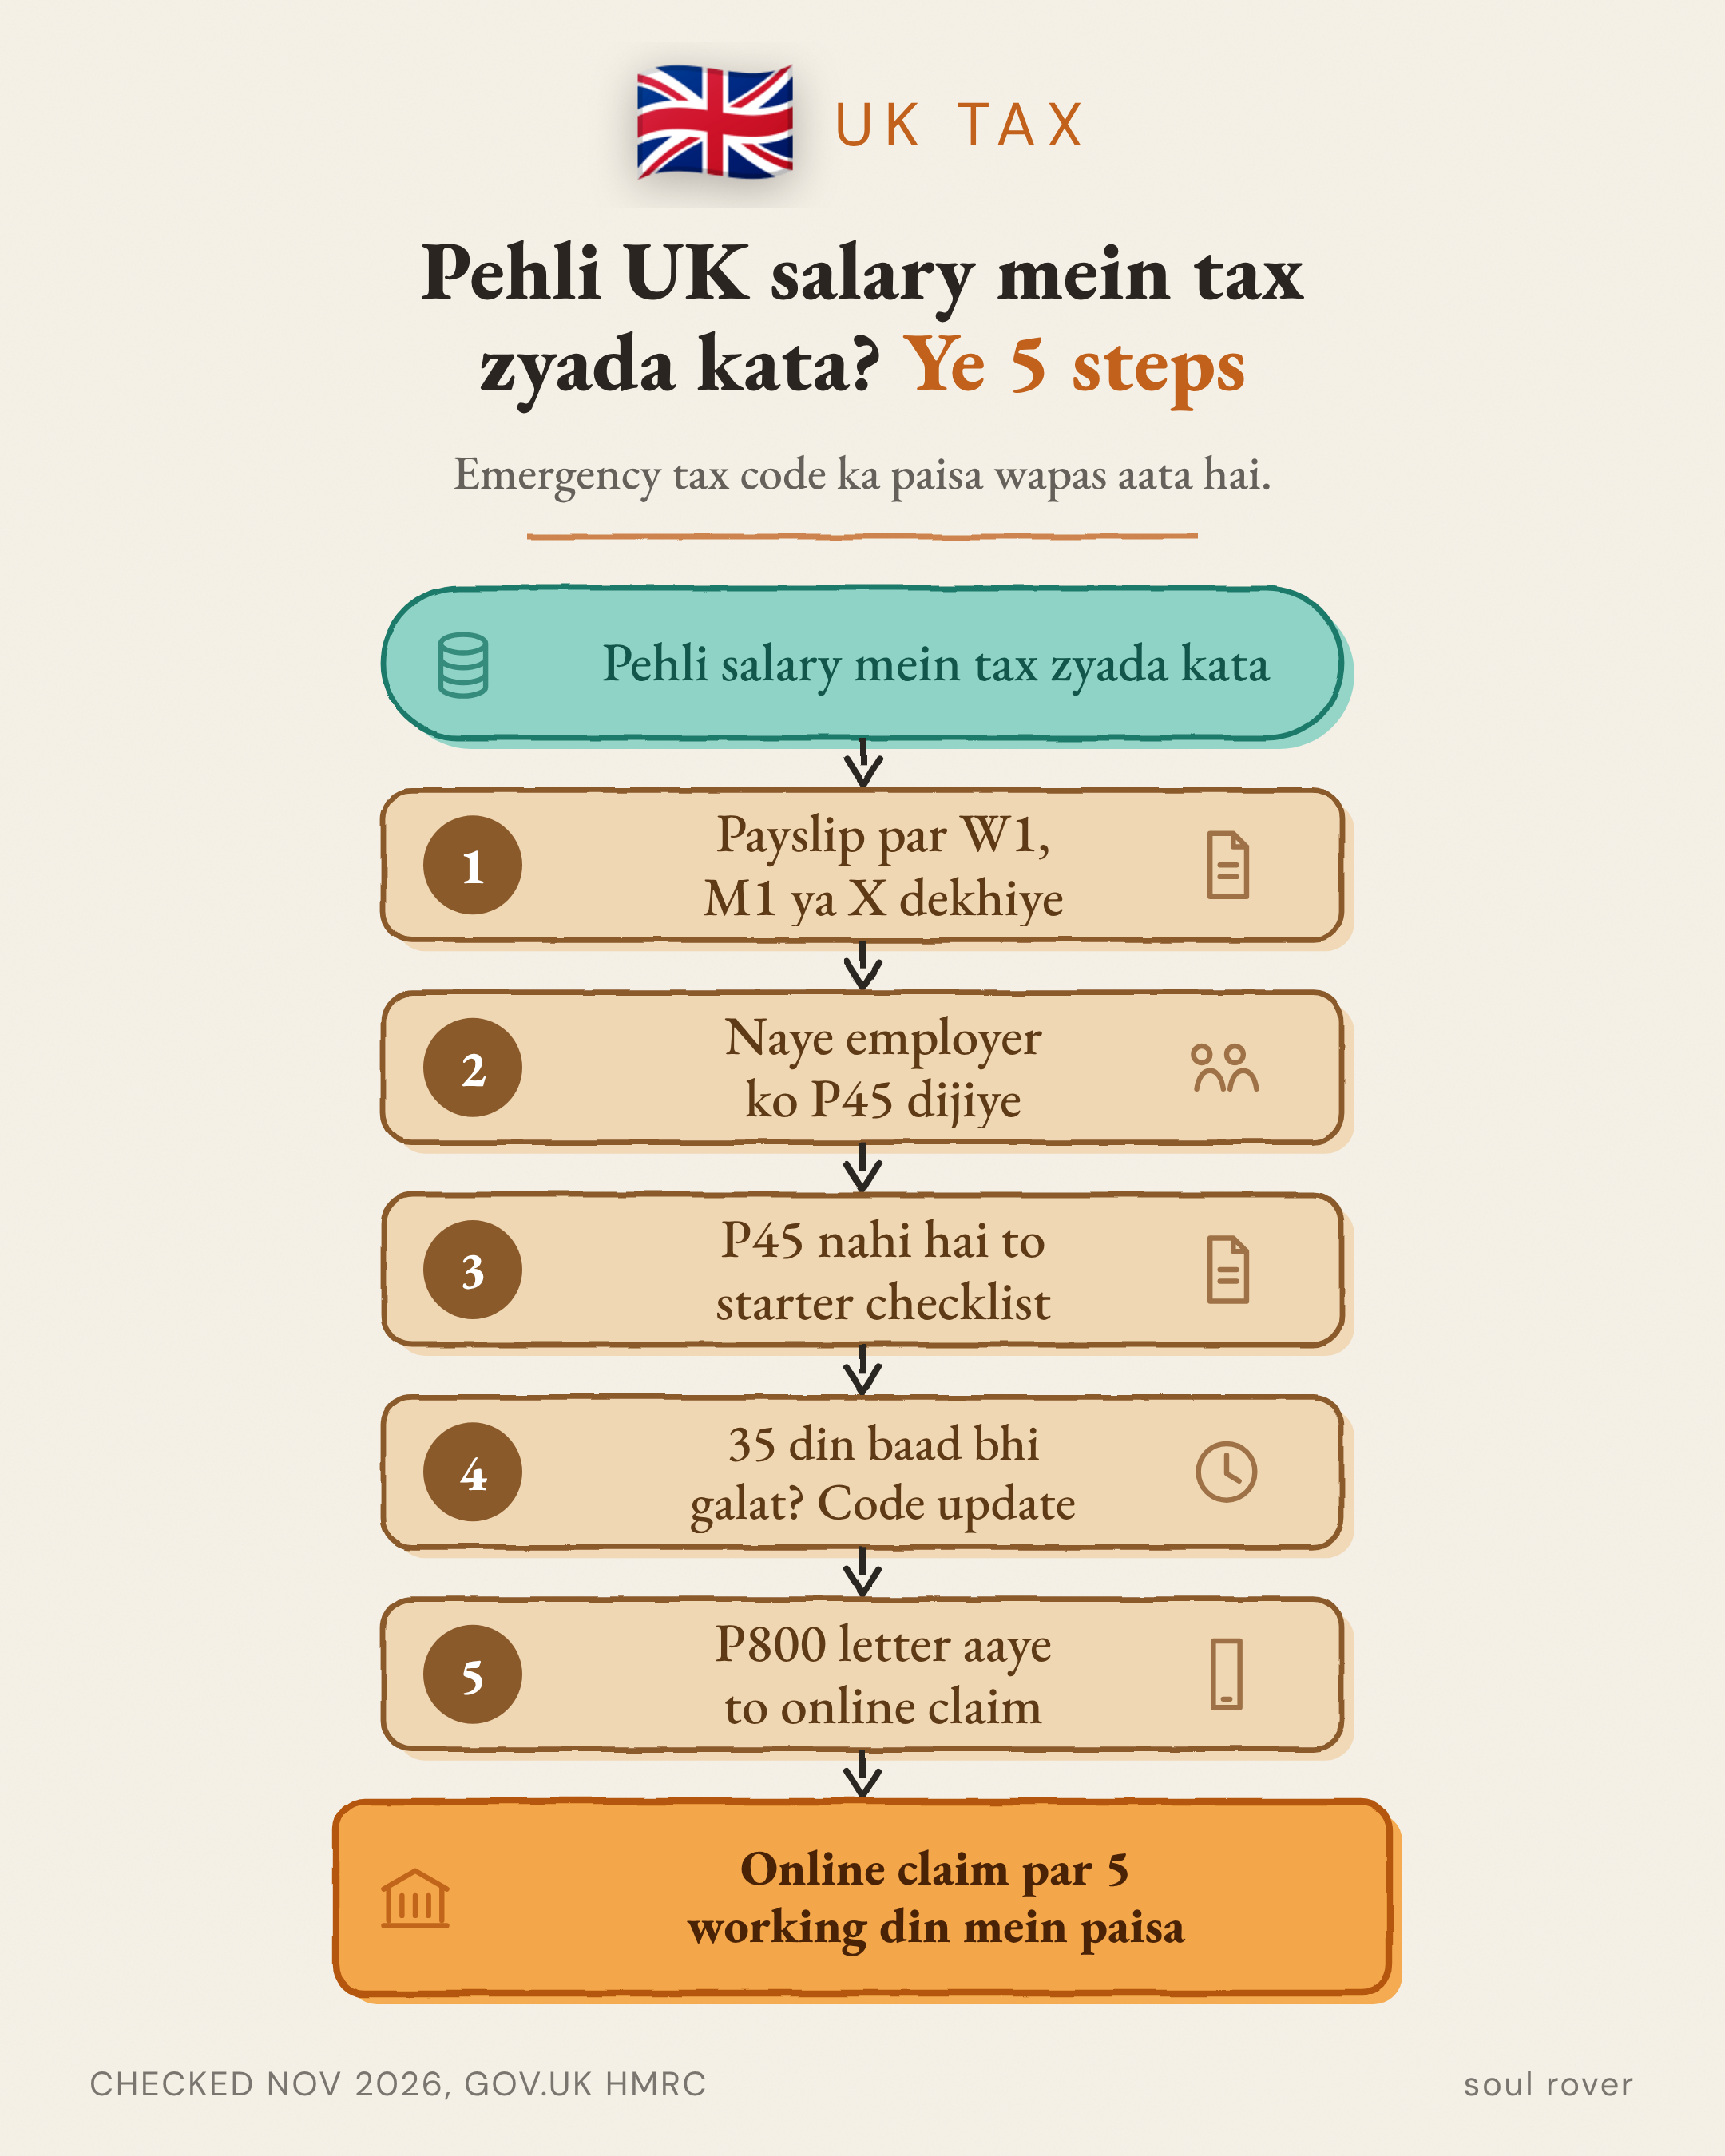 UK TAX
Pehli UK salary mein tax
zyada kata? Ye 5 steps
Emergency tax code ka paisa wapas aata hai.
Pehli salary mein tax zyada kata
1
Payslip par W1,
M1 ya X dekhiye
2
Naye employer
ko P45 dijiye
3
P45 nahi hai to
starter checklist
4
35 din baad bhi
galat? Code update
5
P800 letter aaye
to online claim
Online claim par 5
working din mein paisa
CHECKED NOV 2026, GOV.UK HMRC
soul rover